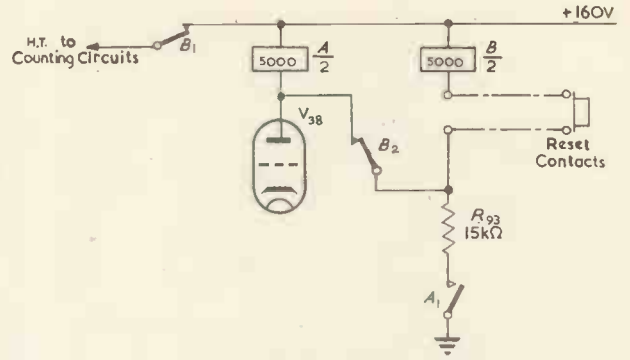 +160V
H.T. to
Counting Circuits
B1
5000
A
2
5000
B
2
V38
B2
Reset
Contacts
R93
15kΩ
A1